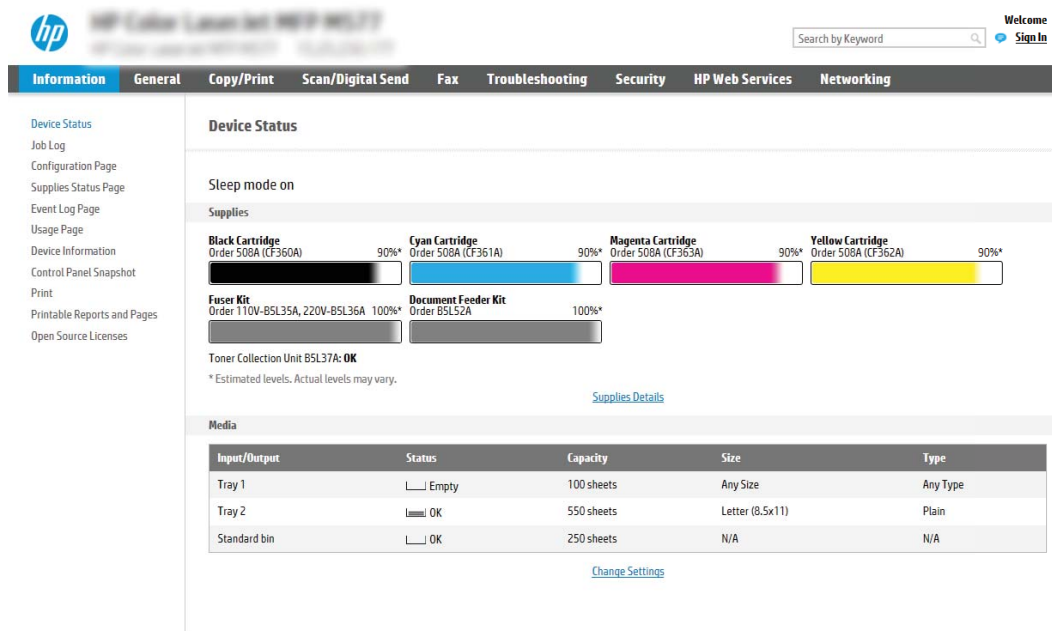 hp
Welcome
Search by Keyword
Sign In
Information General Copy/Print Scan/Digital Send Fax Troubleshooting Security HP Web Services Networking
Device Status
Job Log
Configuration Page
Supplies Status Page
Event Log Page
Usage Page
Device Information
Control Panel Snapshot
Print
Printable Reports and Pages
Open Source Licenses
Device Status
Sleep mode on
Supplies
Black Cartridge
Order 508A (CF360A) 90%*
Cyan Cartridge
Order 508A (CF361A) 90%*
Magenta Cartridge
Order 508A (CF363A) 90%*
Yellow Cartridge
Order 508A (CF362A) 90%*
Fuser Kit
Order 110V-B5L35A, 220V-B5L36A 100%*
Document Feeder Kit
Order B5L52A 100%*
Toner Collection Unit B5L37A: OK
* Estimated levels. Actual levels may vary.
Supplies Details
Media
Input/Output Status Capacity Size Type
Tray 1 Empty 100 sheets Any Size Any Type
Tray 2 OK 550 sheets Letter (8.5x11) Plain
Standard bin OK 250 sheets N/A N/A
Change Settings